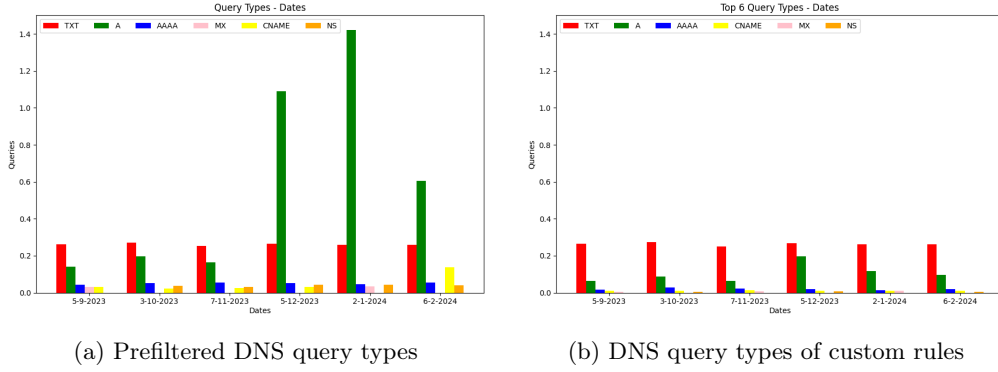 Query Types - Dates
TXT A AAAA MX CNAME NS
1.4
1.2
1.0
0.8
0.6
0.4
0.2
0.0
Queries
5-9-2023 3-10-2023 7-11-2023 5-12-2023 2-1-2024 6-2-2024
Dates
(a) Prefiltered DNS query types
Top 6 Query Types - Dates
TXT A AAAA CNAME MX NS
1.4
1.2
1.0
0.8
0.6
0.4
0.2
0.0
Queries
5-9-2023 3-10-2023 7-11-2023 5-12-2023 2-1-2024 6-2-2024
Dates
(b) DNS query types of custom rules